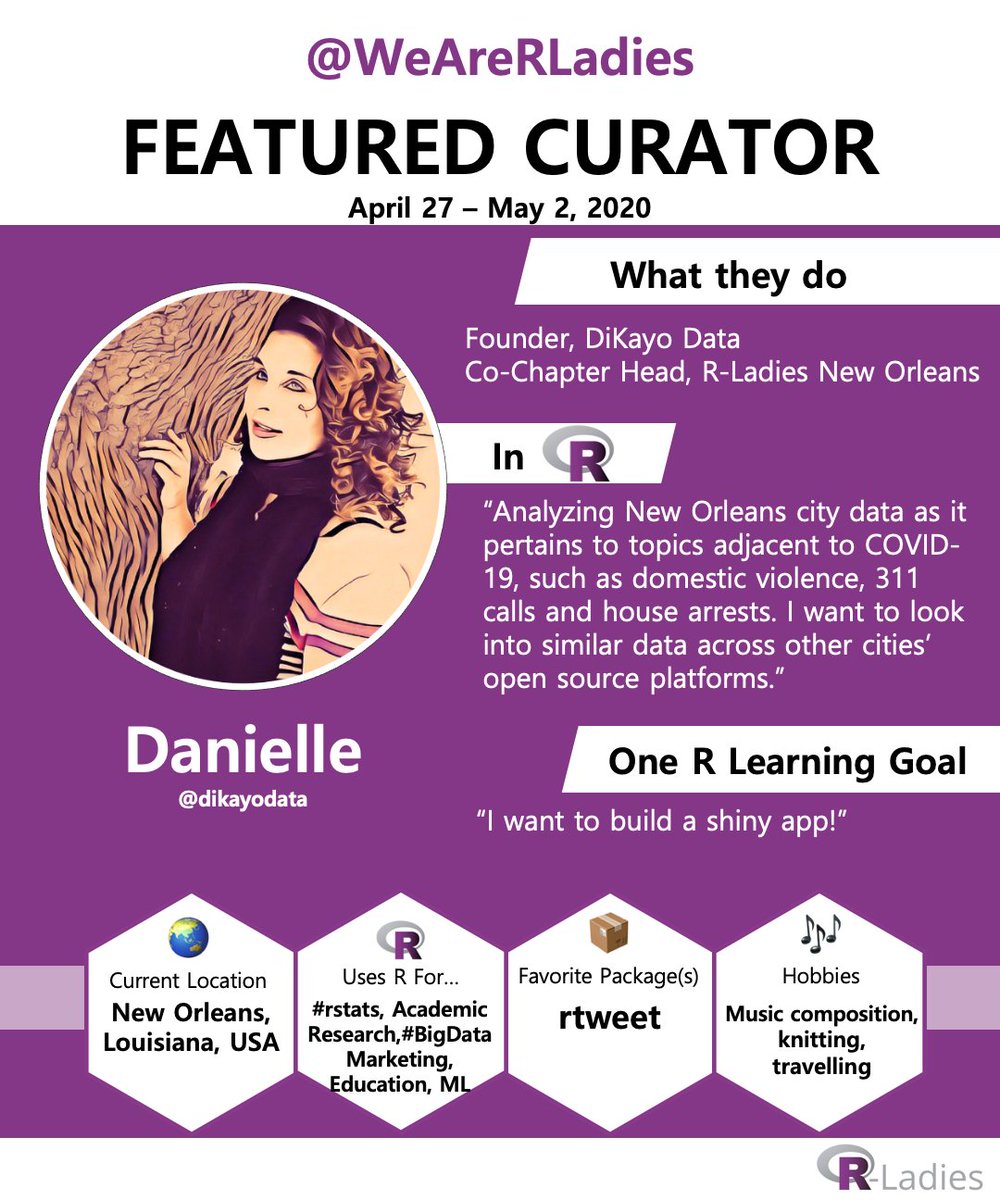 @WeAreRLadies
FEATURED CURATOR
April 27 – May 2, 2020
What they do
Founder, DiKayo Data
Co-Chapter Head, R-Ladies New Orleans
In R
“Analyzing New Orleans city data as it
pertains to topics adjacent to COVID-
19, such as domestic violence, 311
calls and house arrests. I want to look
into similar data across other cities’
open source platforms.”
Danielle
@dikayodata
One R Learning Goal
“I want to build a shiny app!”
Current Location
New Orleans,
Louisiana, USA
R
Uses R For...
#rstats, Academic
Research,#BigData
Marketing,
Education, ML
Favorite Package(s)
rtweet
Hobbies
Music composition,
knitting,
travelling
R-Ladies